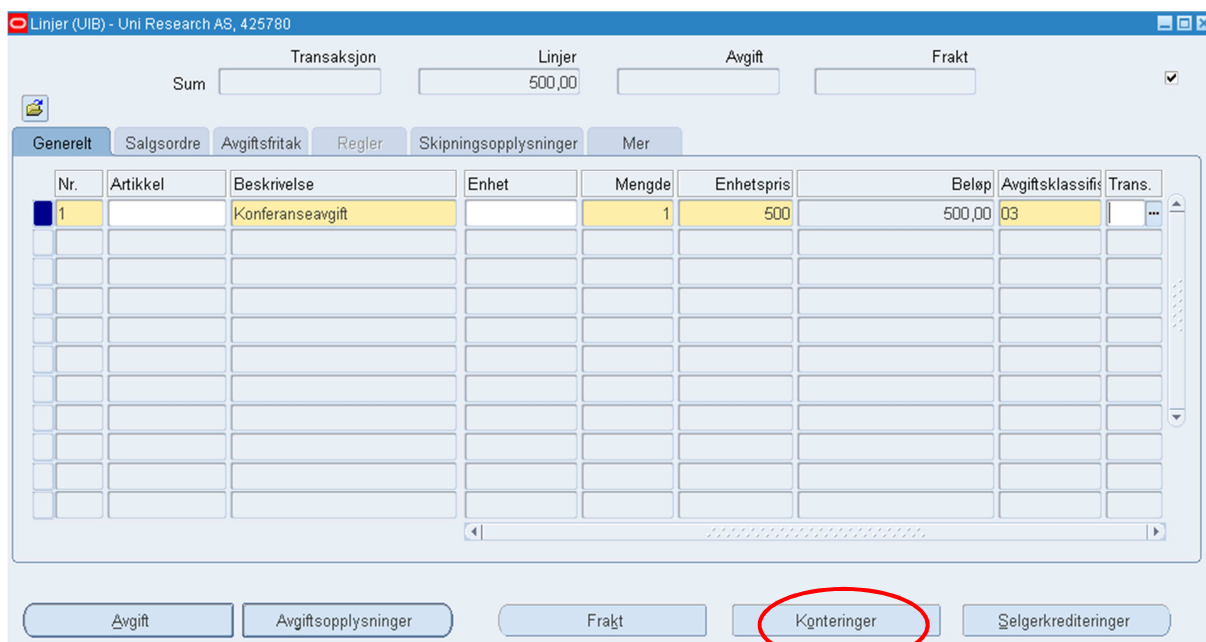 Linjer (UIB) - Uni Research AS, 425780
Transaksjon Linjer Avgift Frakt
Sum 500,00
Generelt Salgsordre Avgiftsfritak Regler Skipningsopplysninger Mer
Nr. Artikkel Beskrivelse Enhet Mengde Enhetspris Beløp Avgiftsklassifis Trans.
1 Konferanseavgift 1 500 500,00 03
Avgift Avgiftsopplysninger Frakt Konteringer Selgerkrediteringer